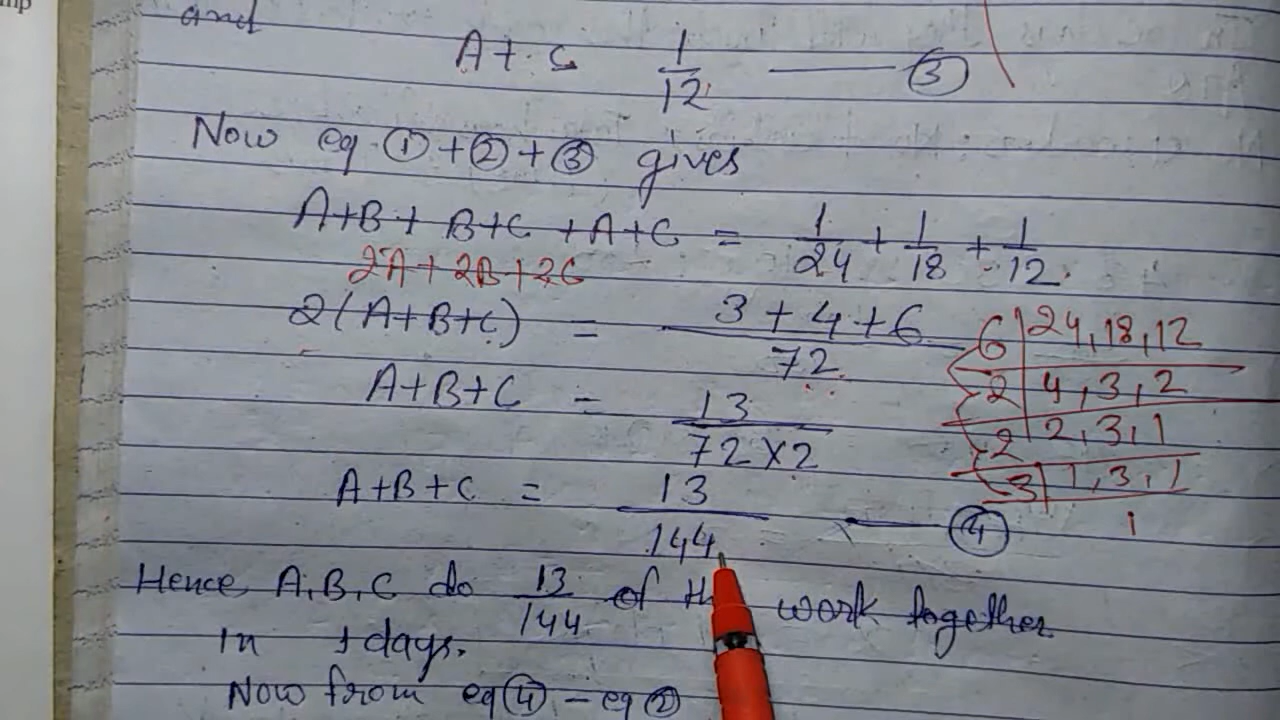 mp
and
A + C 1/12 —— ③
Now eq ① + ② + ③ gives
A+B + B+C + A+C = 1/24 + 1/18 + 1/12
2A + 2B + 2C
2(A+B+C) = 3 + 4 + 6 / 72
6 | 24, 18, 12
2 | 4, 3, 2
2 | 2, 3, 1
3 | 1, 3, 1
1
A+B+C = 13 / 72×2
A+B+C = 13/144 —— ④
Hence A, B, C do 13/144 of work together
In 1 days.
Now from eq ④ – eq ②